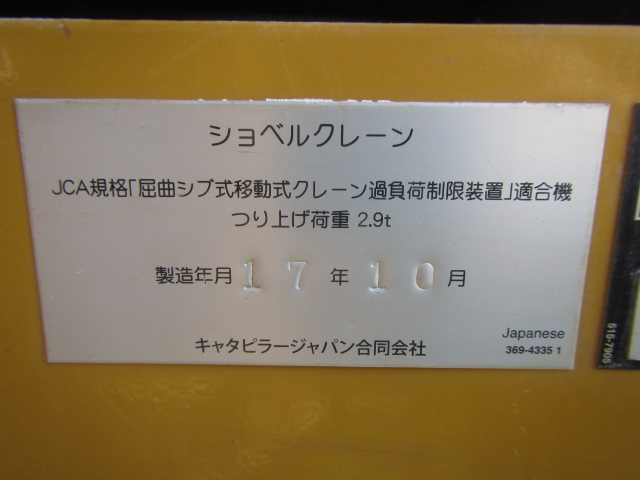 ショベルクレーン
JCA規格「屈曲ジブ式移動式クレーン過負荷制限装置」適合機
つり上げ荷重 2.9t
製造年月 17 年 10 月
キャタピラージャパン合同会社
Japanese
369-4335 1
515-7905